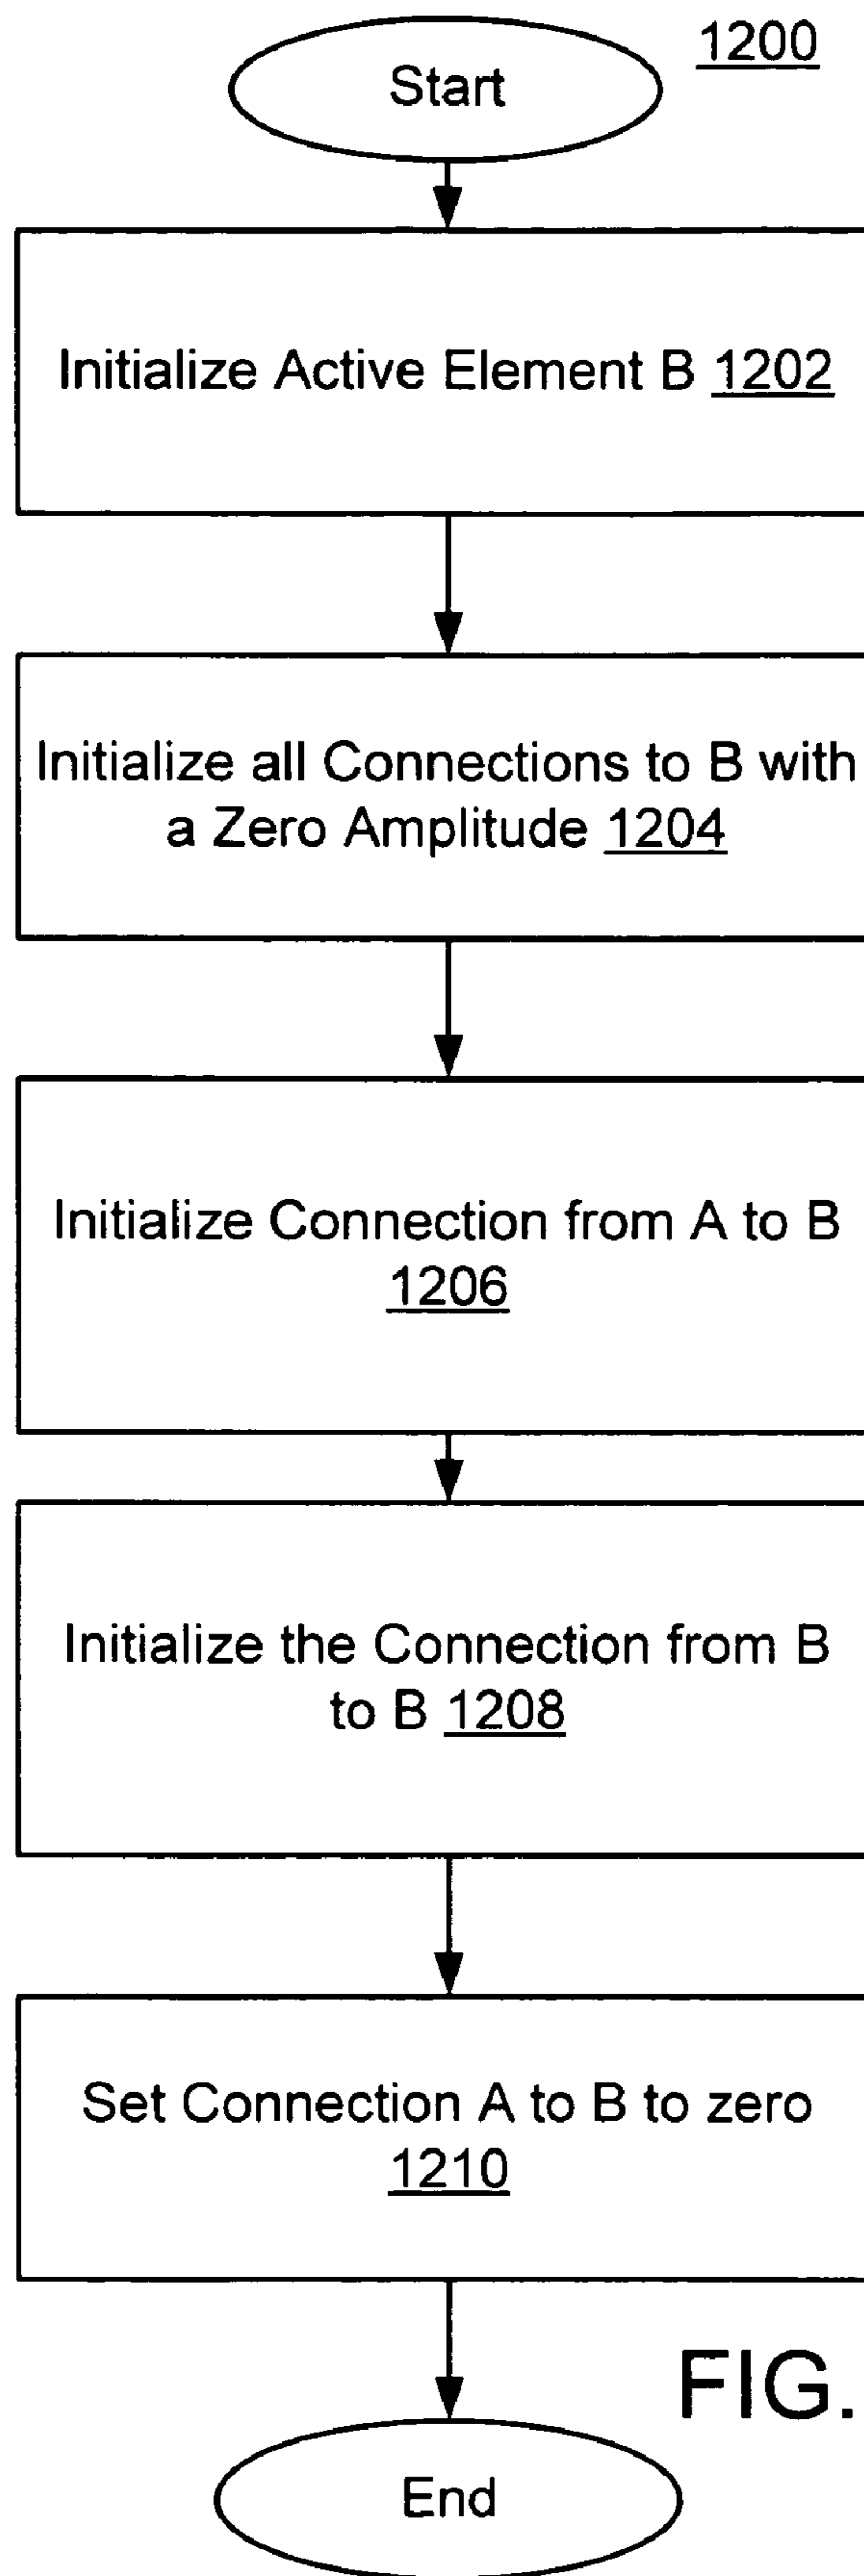 1200
Start
Initialize Active Element B 1202
Initialize all Connections to B with
a Zero Amplitude 1204
Initialize Connection from A to B
1206
Initialize the Connection from B
to B 1208
Set Connection A to B to zero
1210
FIG.
End